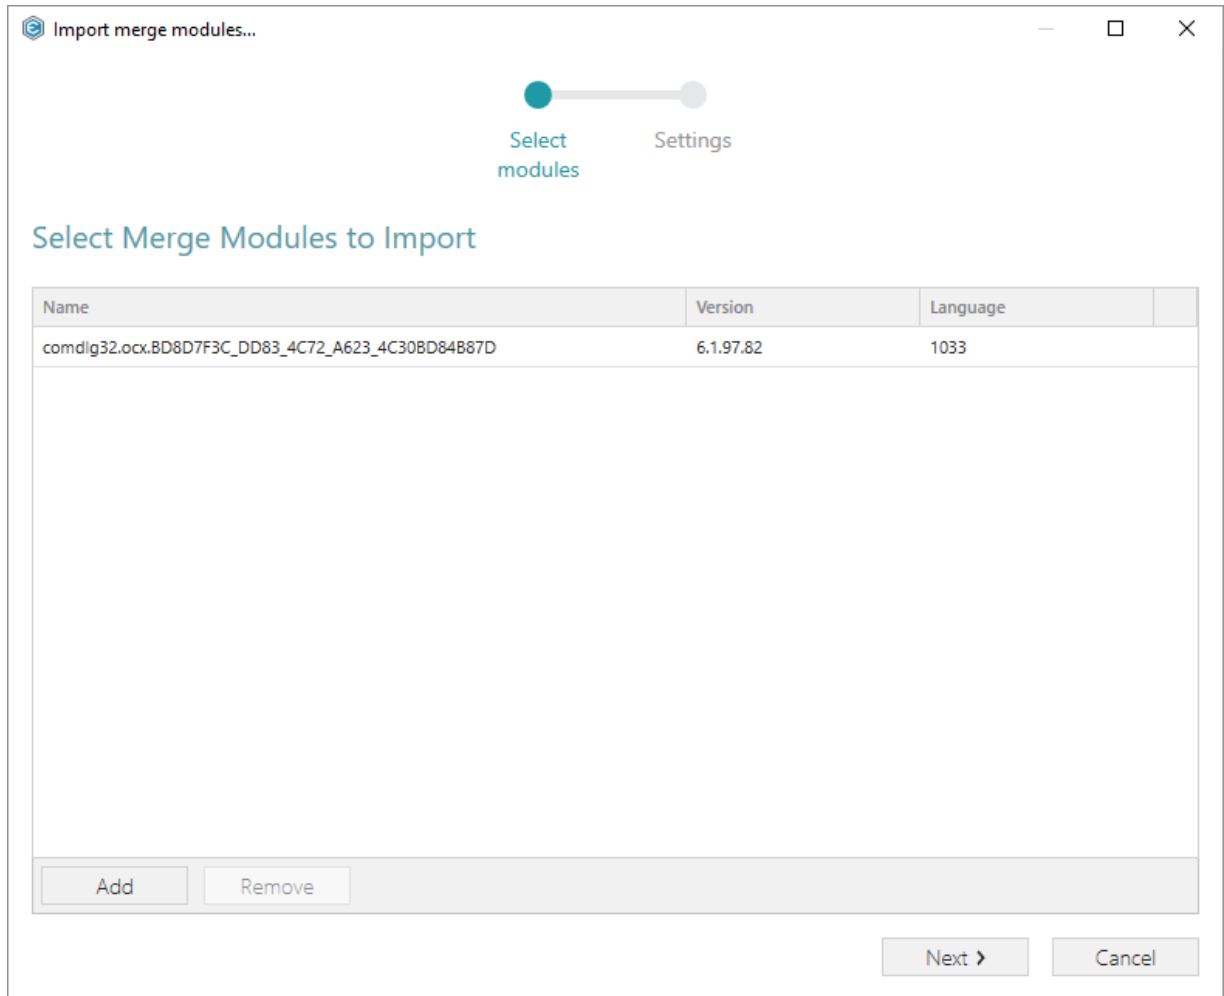 Import merge modules...
Select
modules
Settings
Select Merge Modules to Import
Name Version Language
comdlg32.ocx.BD8D7F3C_DD83_4C72_A623_4C30BD84B87D 6.1.97.82 1033
Add Remove
Next Cancel